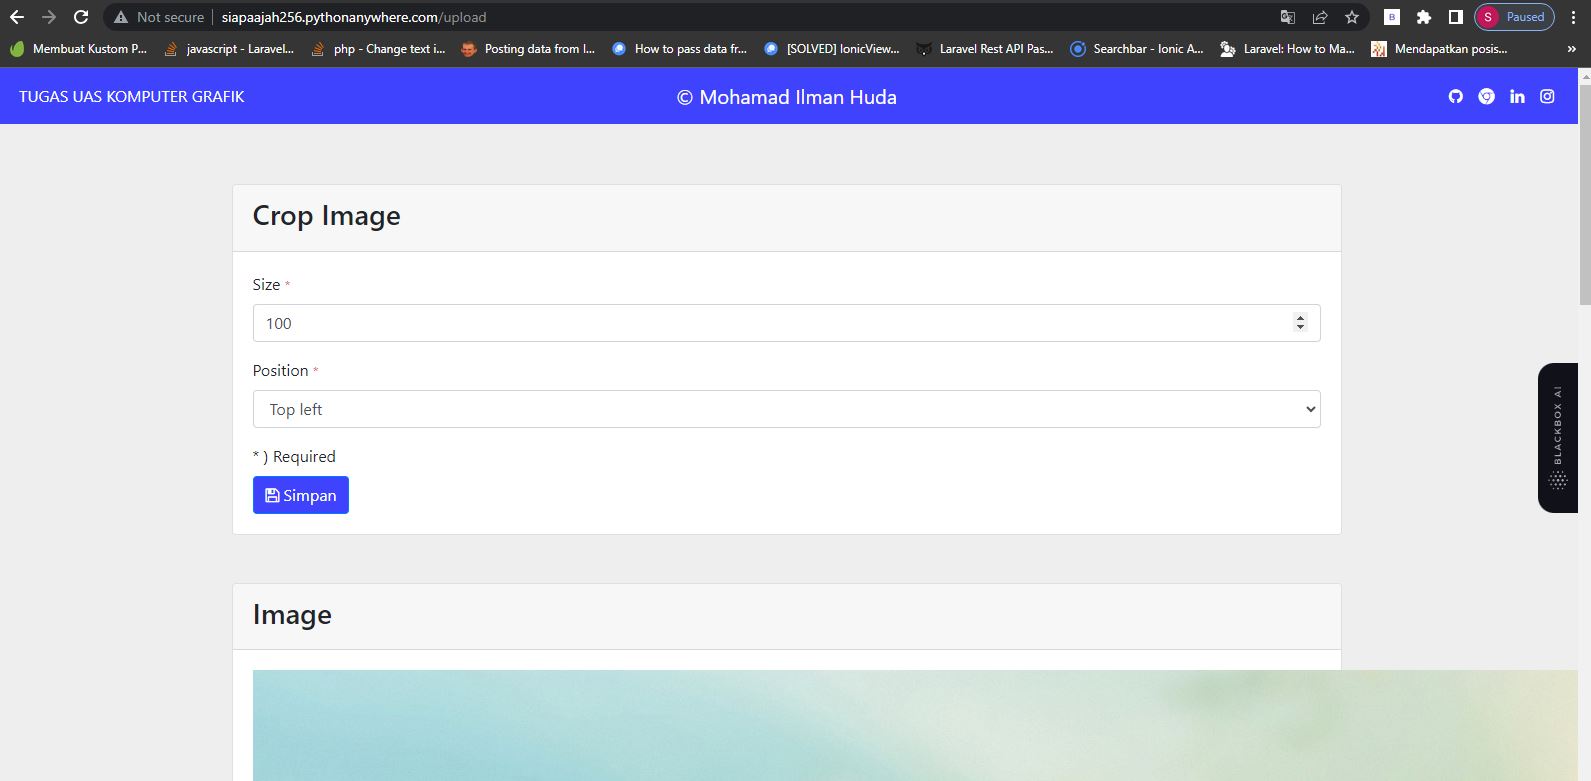 Not secure | siapaajah256.pythonanywhere.com/upload S Paused
Membuat Kustom P... javascript - Laravel... php - Change text i... Posting data from I... How to pass data fr... [SOLVED] IonicView... Laravel Rest API Pas... Searchbar - Ionic A... Laravel: How to Ma... Mendapatkan posis... »
TUGAS UAS KOMPUTER GRAFIK © Mohamad Ilman Huda
Crop Image
Size *
100
Position *
Top left
* ) Required
Simpan
BLACKBOX AI
Image